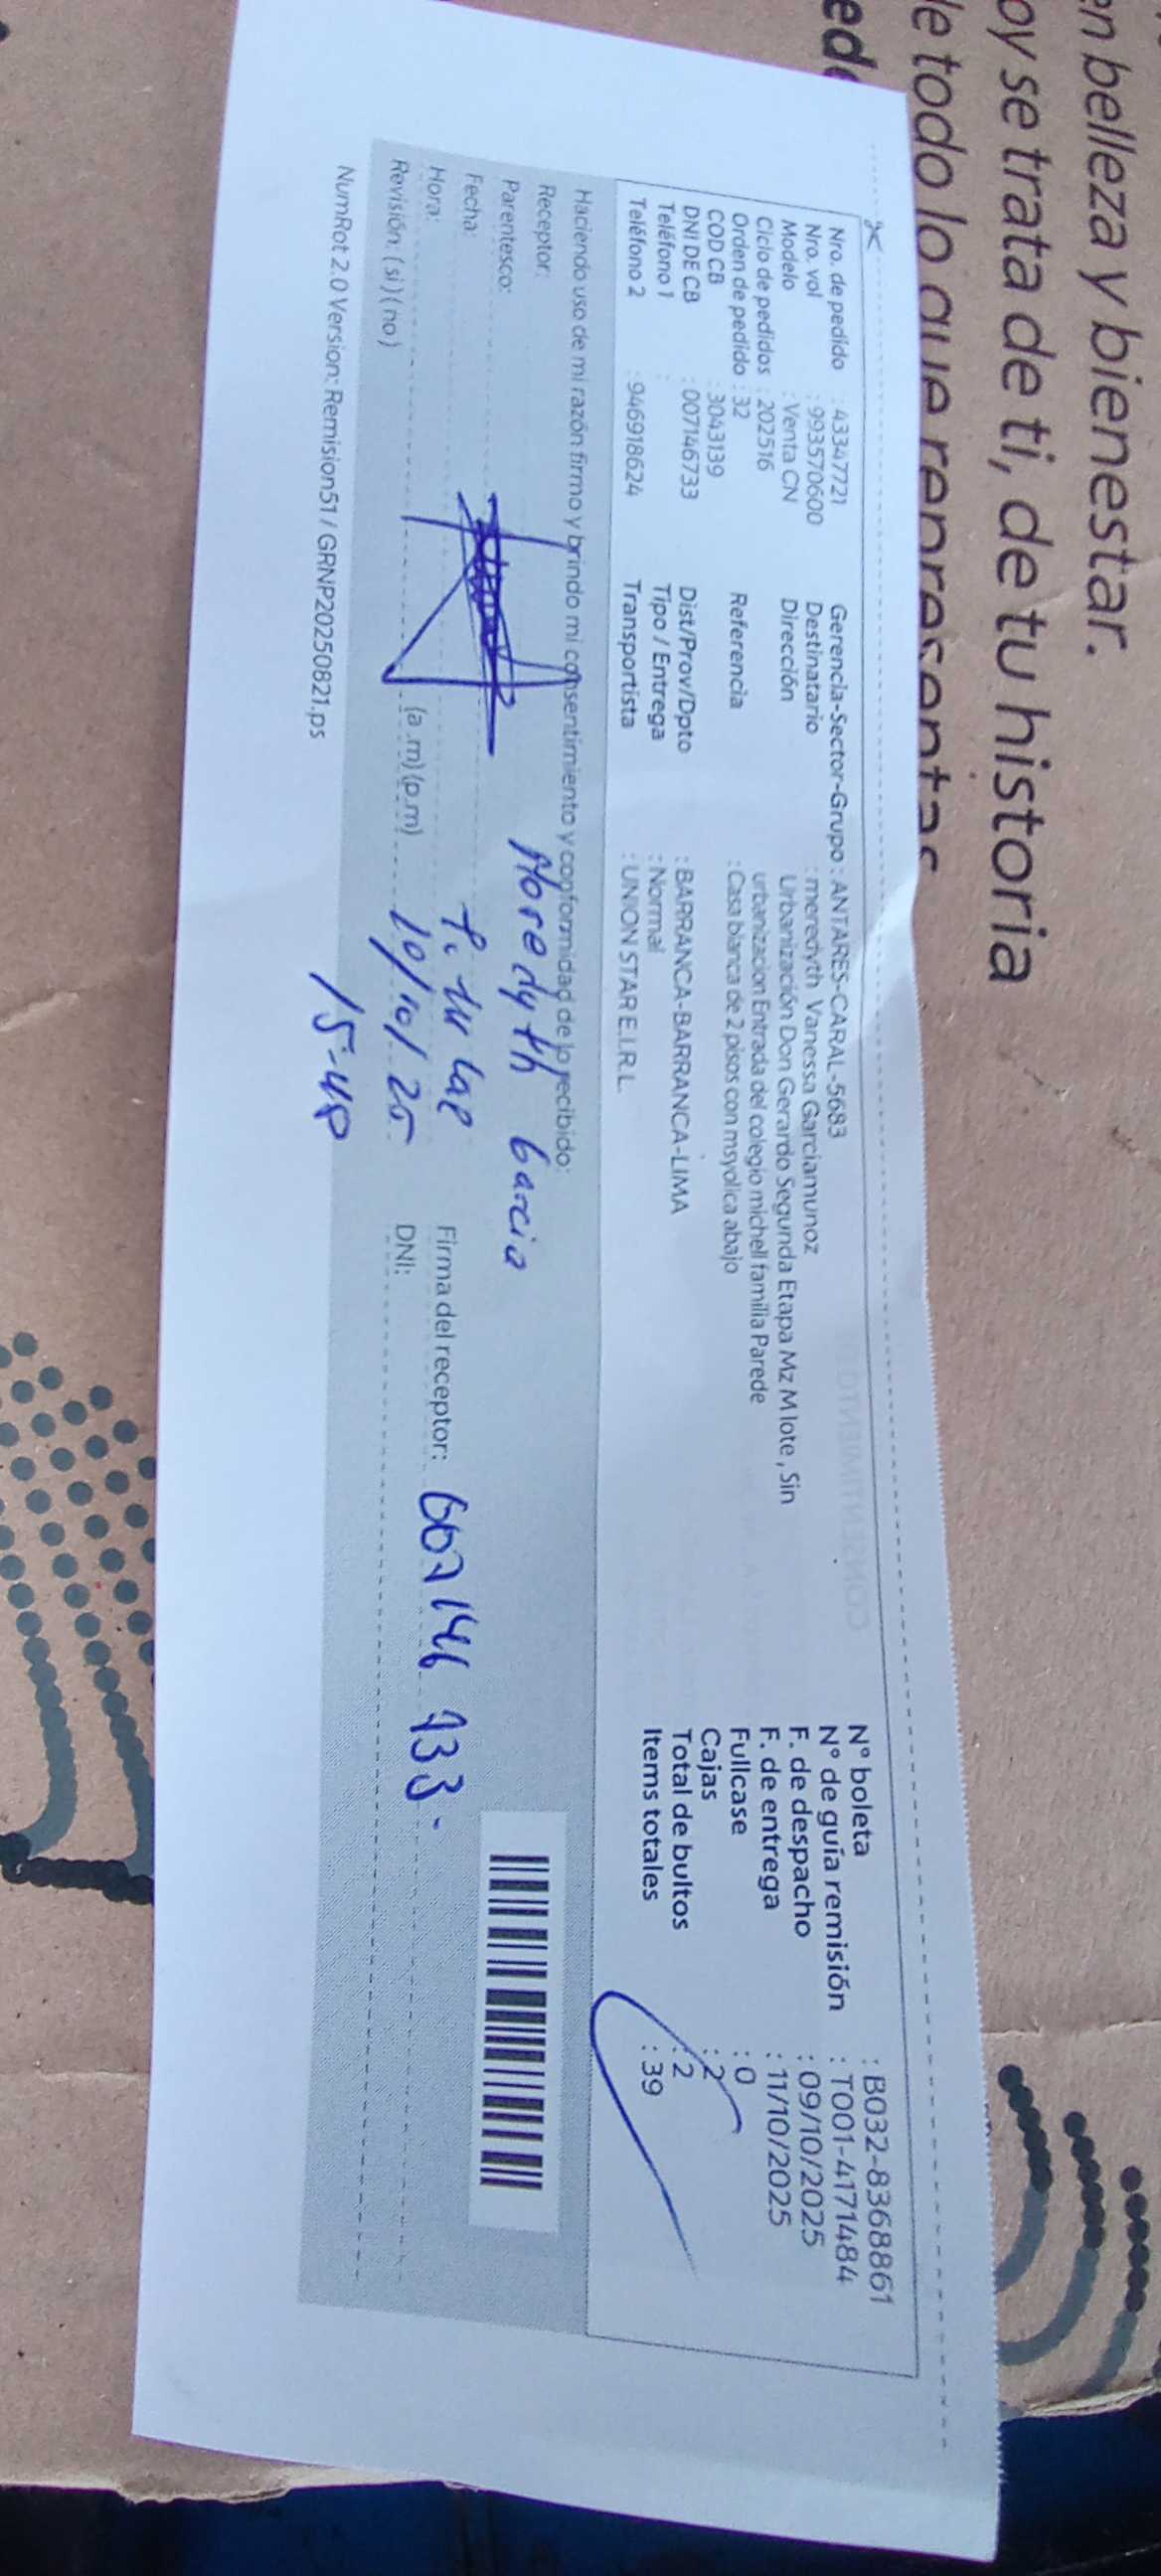 en belleza y bienestar.
oy se trata de ti, de tu historia
de todo lo que representas
Nro. de pedido : 43347721
Nro. vol : 993570600
Modelo : Venta CN
Ciclo de pedidos : 202516
Orden de pedido : 32
COD CB : 3043139
DNI DE CB : 007146733
Teléfono 1 :
Teléfono 2 : 946918624
Gerencia-Sector-Grupo : ANTARES-CARAL-5683
Destinatario : meredyth Vanessa Garciamunoz
Dirección : Urbanización Don Gerardo Segunda Etapa Mz M lote , Sin
urbanizacion Entrada del colegio michell familia Parede
Referencia : Casa blanca de 2 pisos con msyolica abajo
Dist/Prov/Dpto : BARRANCA-BARRANCA-LIMA
Tipo / Entrega : Normal
Transportista : UNION STAR E.I.R.L.
N° boleta : B032-8368861
N° de guía remisión : T001-4171484
F. de despacho : 09/10/2025
F. de entrega : 11/10/2025
Fullcase : 0
Cajas : 2
Total de bultos : 2
Items totales : 39
Haciendo uso de mi razón firmo y brindo mi consentimiento y conformidad de lo recibido:
Receptor: Meredyth Garcia
Parentesco: Titular
Fecha: 10/10/25
Hora: (a.m) (p.m) 15-48
Revisión: ( si ) ( no )
Firma del receptor:
DNI: 007146733
NumRot 2.0 Version: Remision51 / GRNP20250821.ps